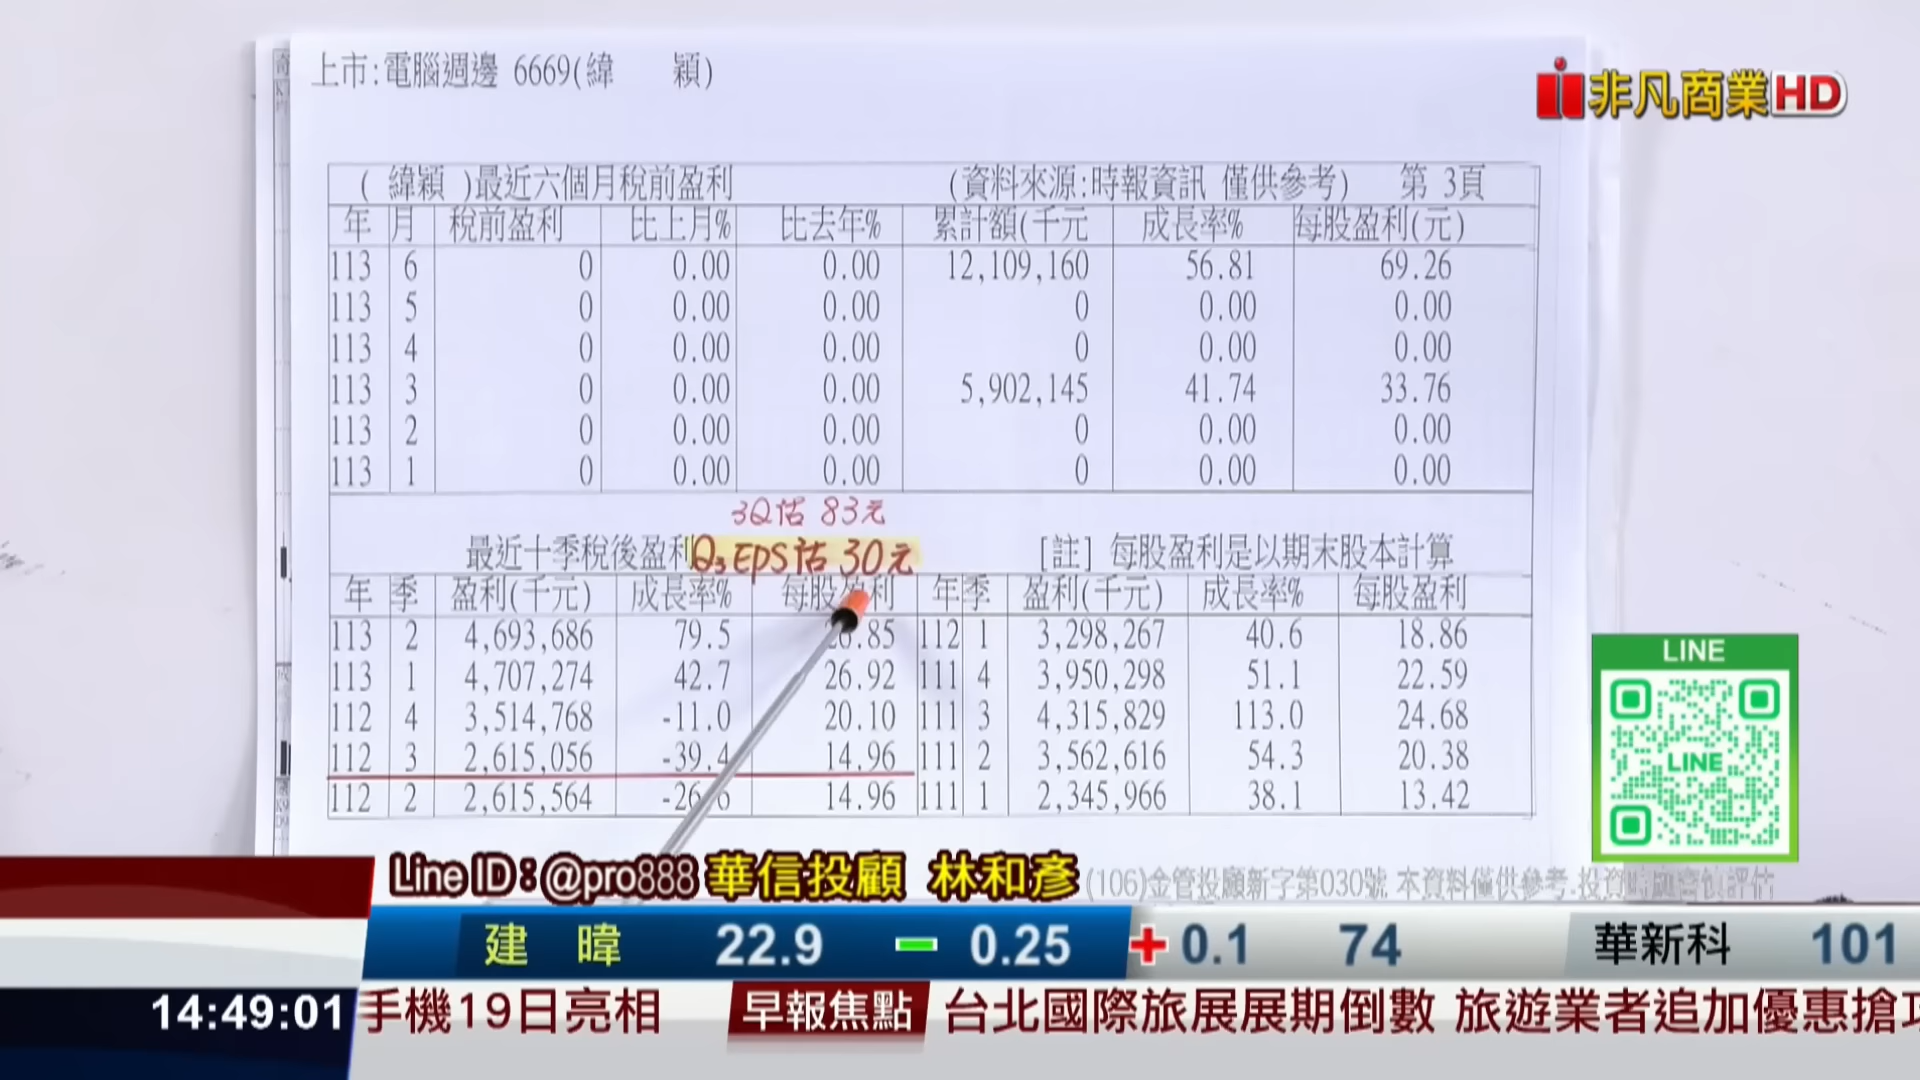 上市:電腦週邊 6669(緯 穎)
非凡商業HD
( 緯穎 )最近六個月稅前盈利 (資料來源:時報資訊 僅供參考) 第 3頁
年 月 稅前盈利 比上月% 比去年% 累計額(千元 成長率% 每股盈利(元)
113 6 0 0.00 0.00 12,109,160 56.81 69.26
113 5 0 0.00 0.00 0 0.00 0.00
113 4 0 0.00 0.00 0 0.00 0.00
113 3 0 0.00 0.00 5,902,145 41.74 33.76
113 2 0 0.00 0.00 0 0.00 0.00
113 1 0 0.00 0.00 0 0.00 0.00
3Q估 83元
最近十季稅後盈利 Q3 EPS估 30元 [註] 每股盈利是以期末股本計算
年 季 盈利(千元) 成長率% 每股盈利 年 季 盈利(千元) 成長率% 每股盈利
113 2 4,693,686 79.5 .85 112 1 3,298,267 40.6 18.86
113 1 4,707,274 42.7 26.92 111 4 3,950,298 51.1 22.59
112 4 3,514,768 -11.0 20.10 111 3 4,315,829 113.0 24.68
112 3 2,615,056 -39.4 14.96 111 2 3,562,616 54.3 20.38
112 2 2,615,564 14.96 111 1 2,345,966 38.1 13.42
LINE
LINE
Line ID:@pro888 華信投顧 林和彥 (106)金管投顧新字第030號 本資料僅供參考.投資
建暐 22.9 － 0.25 + 0.1 74 華新科 101
14:49:01 手機19日亮相 早報焦點 台北國際旅展展期倒數 旅遊業者追加優惠搶